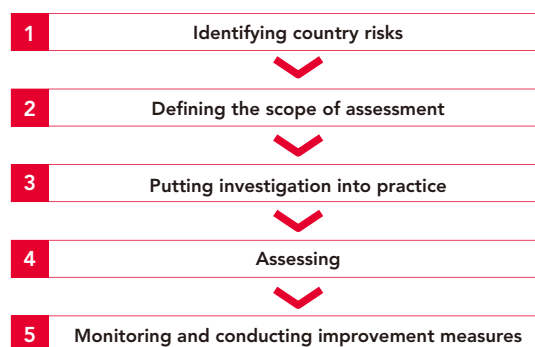 1 Identifying country risks
2 Defining the scope of assessment
3 Putting investigation into practice
4 Assessing
5 Monitoring and conducting improvement measures